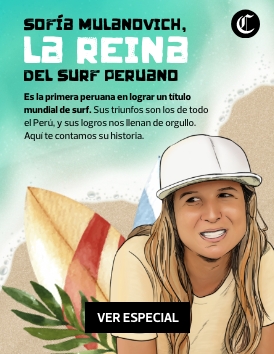 SOFÍA MULANOVICH,
LA REINA
DEL SURF PERUANO
Es la primera peruana en lograr un título
mundial de surf. Sus triunfos son los de todo
el Perú, y sus logros nos llenan de orgullo.
Aquí te contamos su historia.
VER ESPECIAL
C